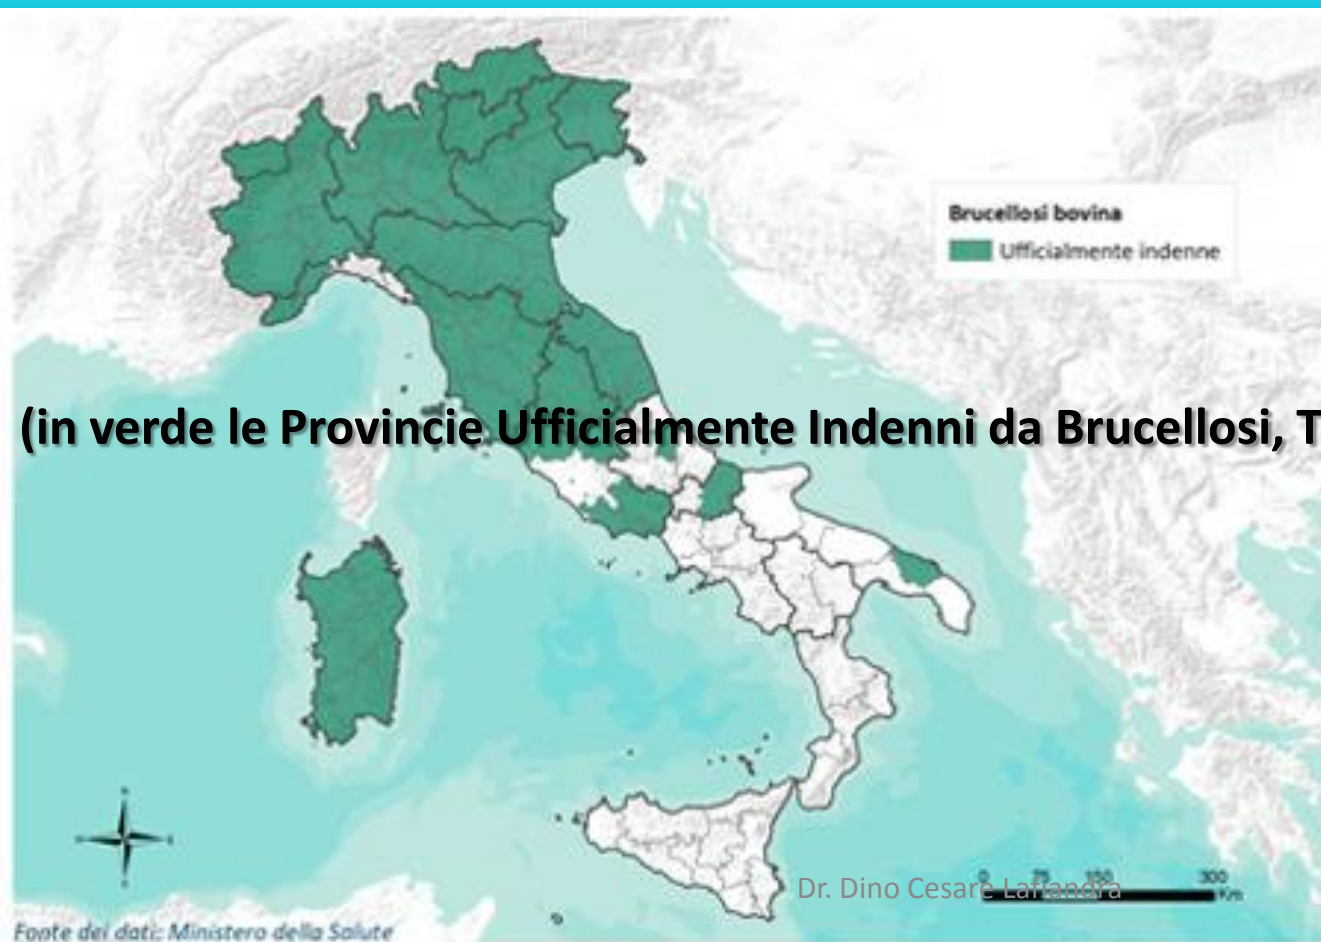 Brucellosi bovina
Ufficialmente indenne
(in verde le Provincie Ufficialmente Indenni da Brucellosi, T
Dr. Dino Cesare Lafiandra
0 75 150 300
Km
Fonte dei dati: Ministero della Salute